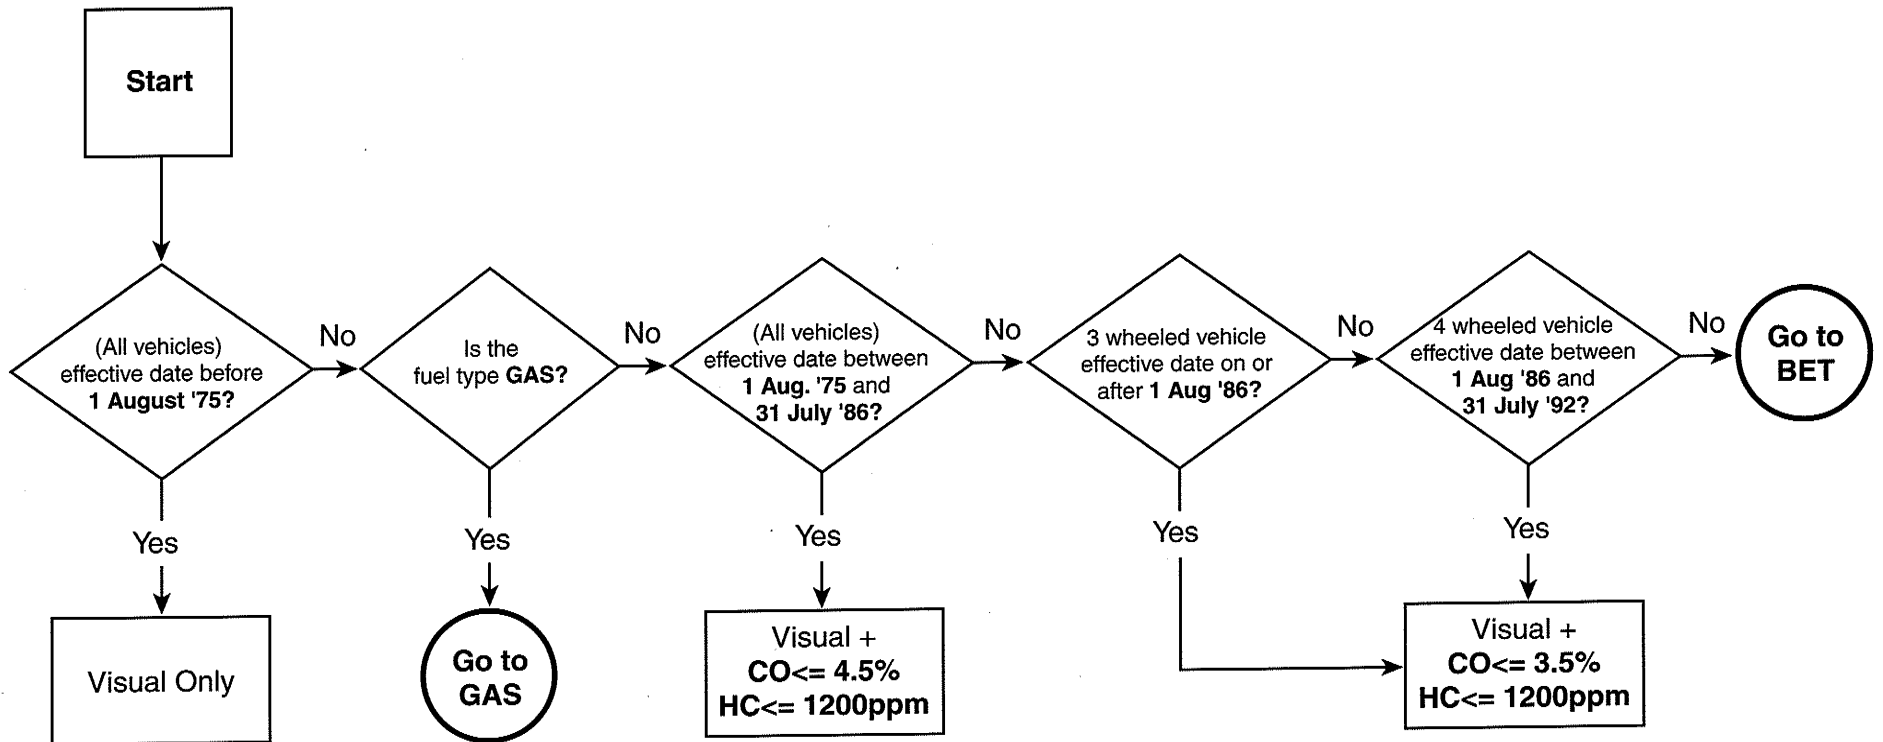 Start
(All vehicles)
effective date before
1 August '75?
No
Is the
fuel type GAS?
No
(All vehicles)
effective date between
1 Aug. '75 and
31 July '86?
No
3 wheeled vehicle
effective date on or
after 1 Aug '86?
No
4 wheeled vehicle
effective date between
1 Aug '86 and
31 July '92?
No
Go to
BET
Yes
Yes
Yes
Yes
Yes
Visual Only
Go to
GAS
Visual +
CO<= 4.5%
HC<= 1200ppm
Visual +
CO<= 3.5%
HC<= 1200ppm